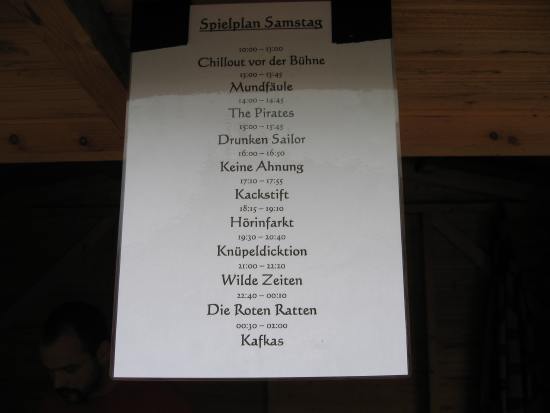 Spielplan Samstag
10:00 – 13:00
Chillout vor der Bühne
13:00 – 13:45
Mundfäule
14:00 – 14:45
The Pirates
15:00 – 15:45
Drunken Sailor
16:00 – 16:50
Keine Ahnung
17:10 – 17:55
Kackstift
18:15 – 19:10
Hörinfarkt
19:30 – 20:40
Knüpeldicktion
21:00 – 22:20
Wilde Zeiten
22:40 – 00:10
Die Roten Ratten
00:30 – 02:00
Kafkas